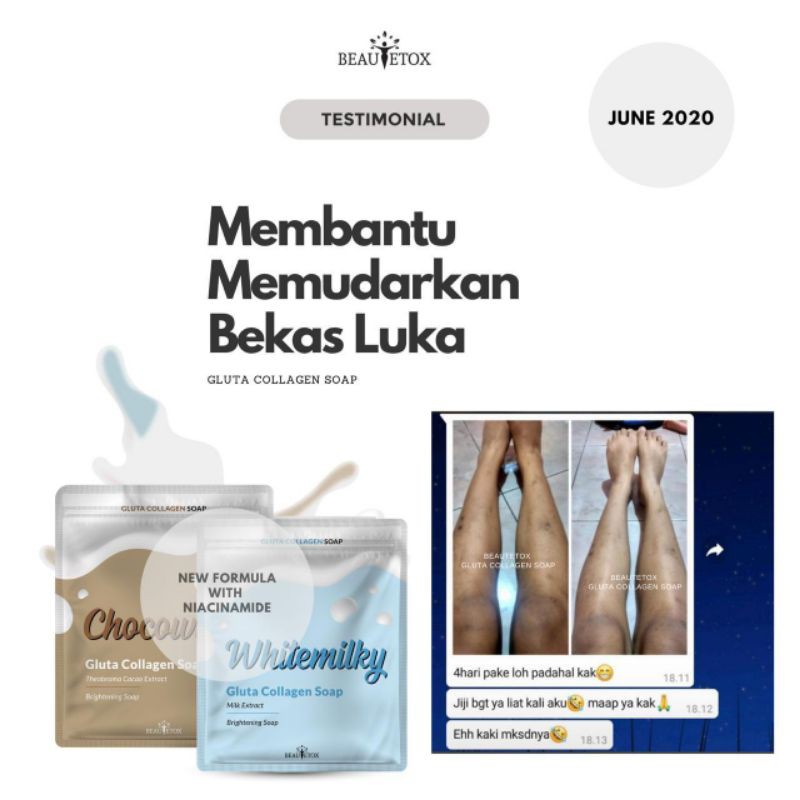 BEAUTETOX
TESTIMONIAL
JUNE 2020
Membantu
Memudarkan
Bekas Luka
GLUTA COLLAGEN SOAP
GLUTA COLLAGEN SOAP
NEW FORMULA
WITH
NIACINAMIDE
Gluta Collagen Soa
Theobroma Cacao Extract
Brightening Soap
BEAUTETOX
GLUTA COLLAGEN SOAP
Whitemilky
Gluta Collagen Soap
Milk Extract
Brightening Soap
BEAUTETOX
BEAUTETOX
GLUTA COLLAGEN SOAP
BEAUTETOX
GLUTA COLLAGEN SOAP
4hari pake loh padahal kak😁
18.11
Jiji bgt ya liat kali aku🤣 maap ya kak🙏
18.12
Ehh kaki mksdnya🤣
18.13